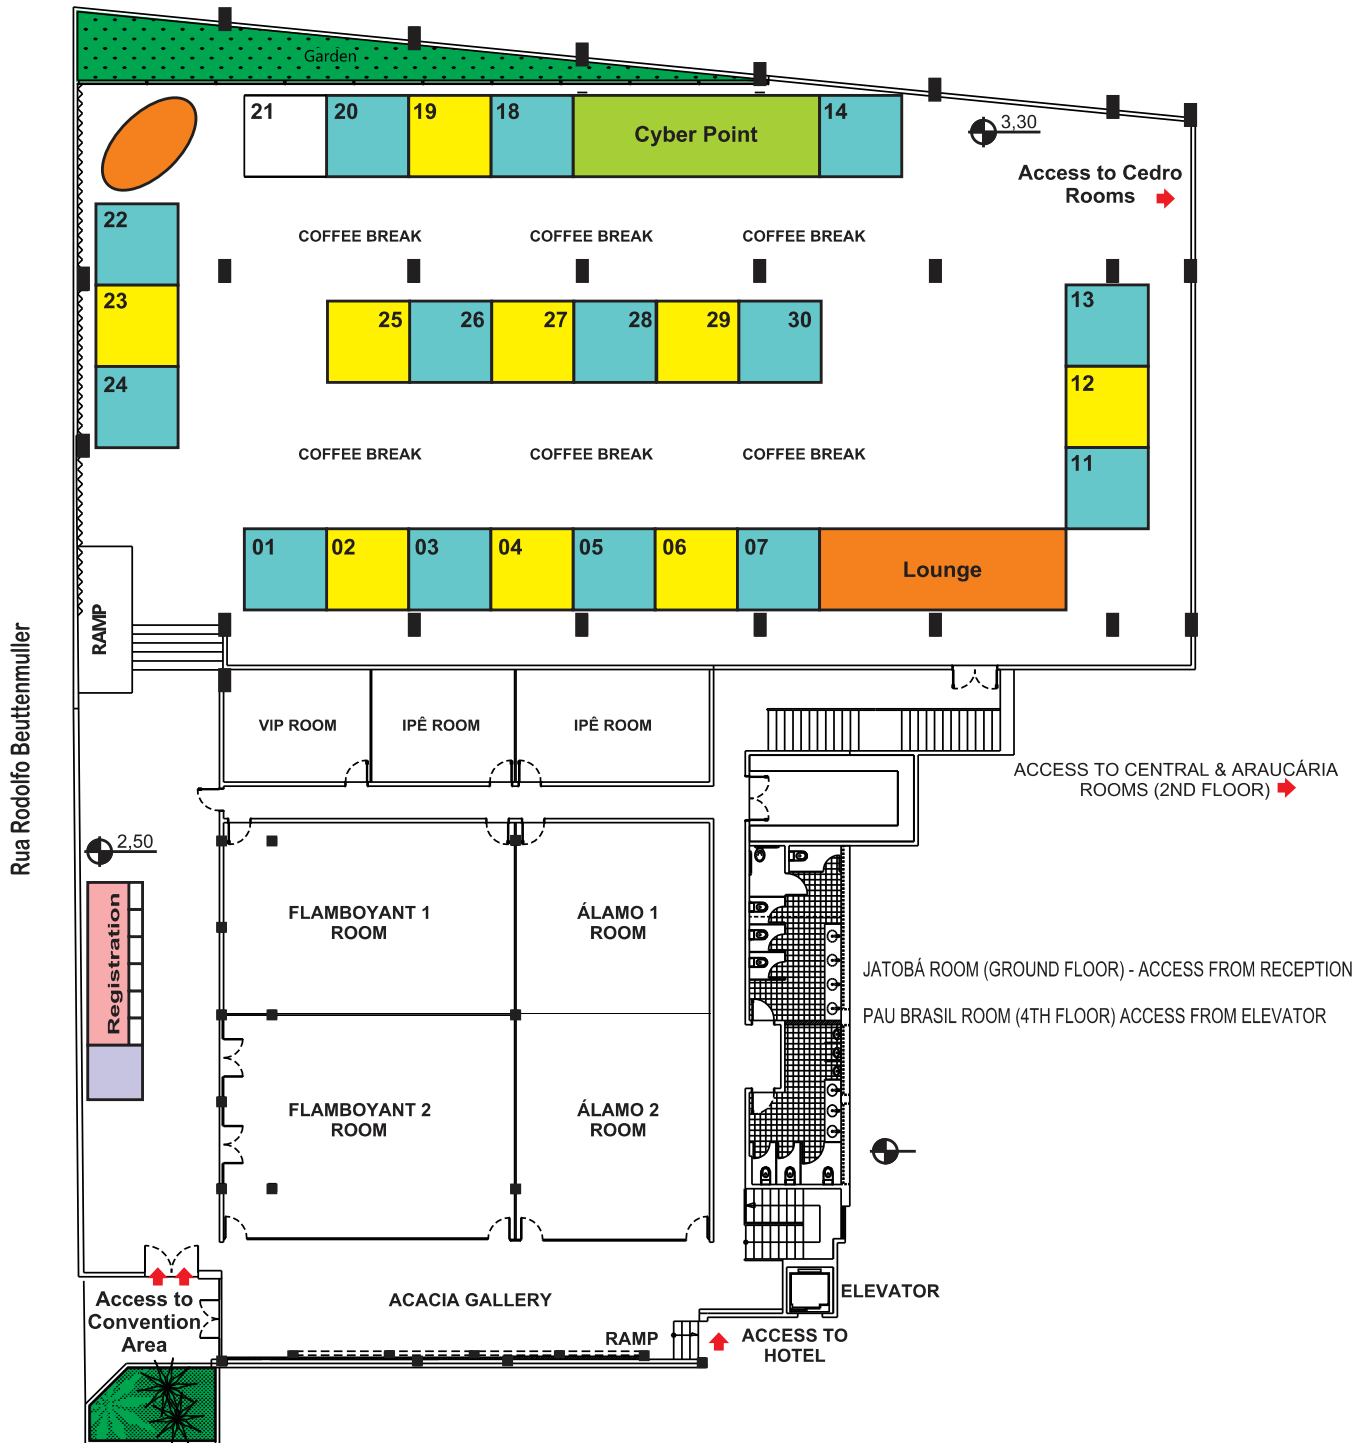 Garden
21
20
19
18
Cyber Point
14
3,30
Access to Cedro
Rooms
22
23
24
COFFEE BREAK
COFFEE BREAK
COFFEE BREAK
25
26
27
28
29
30
13
12
11
COFFEE BREAK
COFFEE BREAK
COFFEE BREAK
01
02
03
04
05
06
07
Lounge
RAMP
Rua Rodolfo Beuttenmuller
VIP ROOM
IPÊ ROOM
IPÊ ROOM
ACCESS TO CENTRAL & ARAUCÁRIA
ROOMS (2ND FLOOR)
2,50
Registration
FLAMBOYANT 1
ROOM
ÁLAMO 1
ROOM
JATOBÁ ROOM (GROUND FLOOR) - ACCESS FROM RECEPTION
PAU BRASIL ROOM (4TH FLOOR) ACCESS FROM ELEVATOR
FLAMBOYANT 2
ROOM
ÁLAMO 2
ROOM
Access to
Convention
Area
ACACIA GALLERY
ELEVATOR
RAMP
ACCESS TO
HOTEL